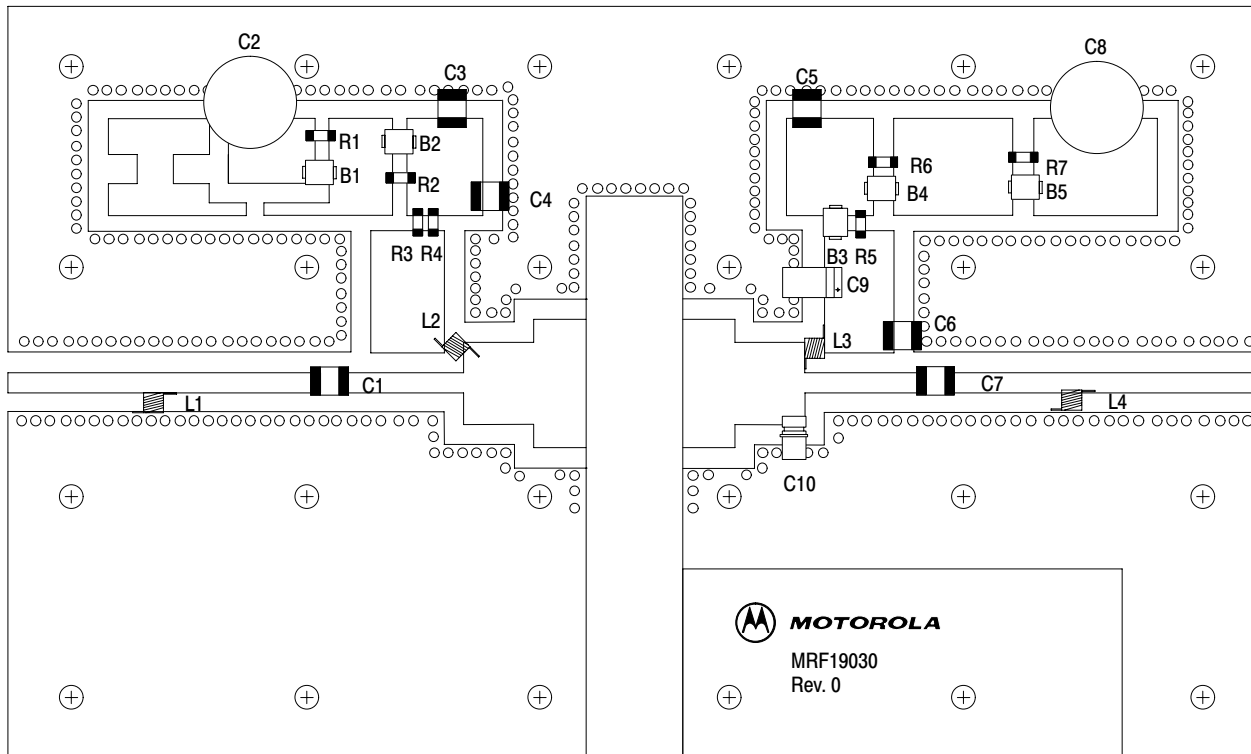 C2
C8
C3
C5
R1
B2
R2
B1
C4
R3 R4
R6
B4
R7
B5
B3 R5
C9
L2
L3
C6
C1
L1
C7
L4
C10
MOTOROLA
MRF19030
Rev. 0